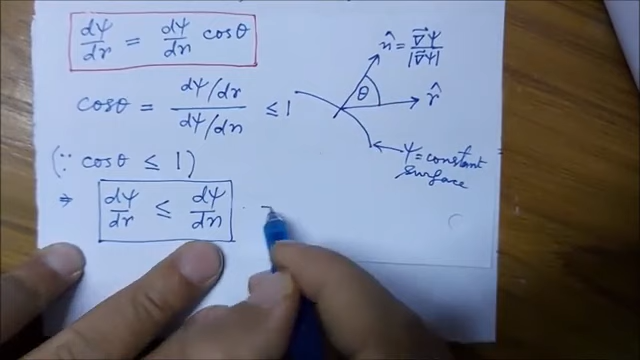 dψ/dr = dψ/dn cosθ
cosθ = (dψ/dr)/(dψ/dn) ≤ 1
(∵ cosθ ≤ 1)
⇒ dψ/dr ≤ dψ/dn
n̂ = ∇⃗ψ/|∇⃗ψ|
θ
r̂
ψ = constant
surface